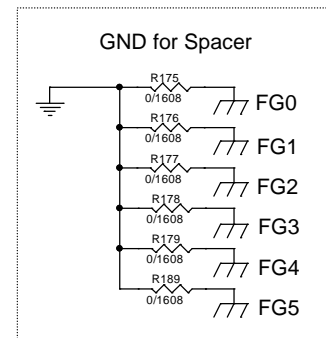 GND for Spacer
R175
0/1608
FG0
R176
0/1608
FG1
R177
0/1608
FG2
R178
0/1608
FG3
R179
0/1608
FG4
R189
0/1608
FG5